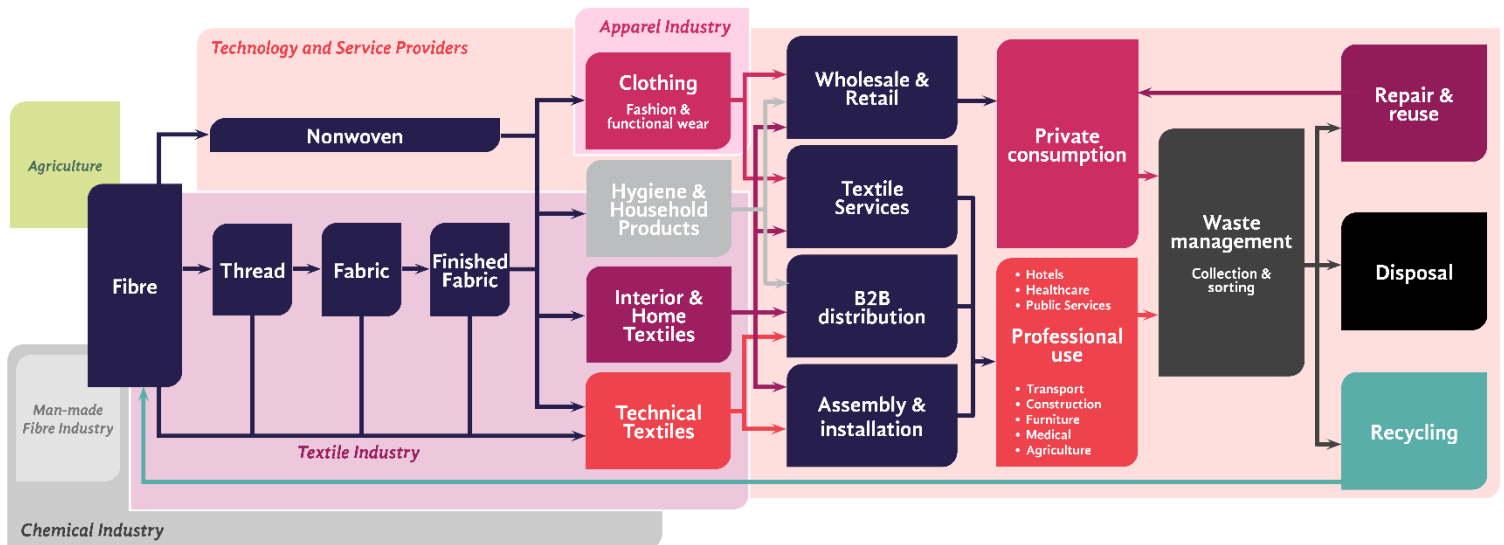 Technology and Service Providers
Apparel Industry
Clothing
Fashion &
functional wear
Wholesale &
Retail
Private
consumption
Repair &
reuse
Agriculture
Nonwoven
Hygiene &
Household
Products
Textile
Services
Waste
management
Collection &
sorting
Fibre
Thread
Fabric
Finished
Fabric
Interior &
Home
Textiles
B2B
distribution
• Hotels
• Healthcare
• Public Services
Professional
use
• Transport
• Construction
• Furniture
• Medical
• Agriculture
Disposal
Man-made
Fibre Industry
Technical
Textiles
Assembly &
installation
Recycling
Textile Industry
Chemical Industry